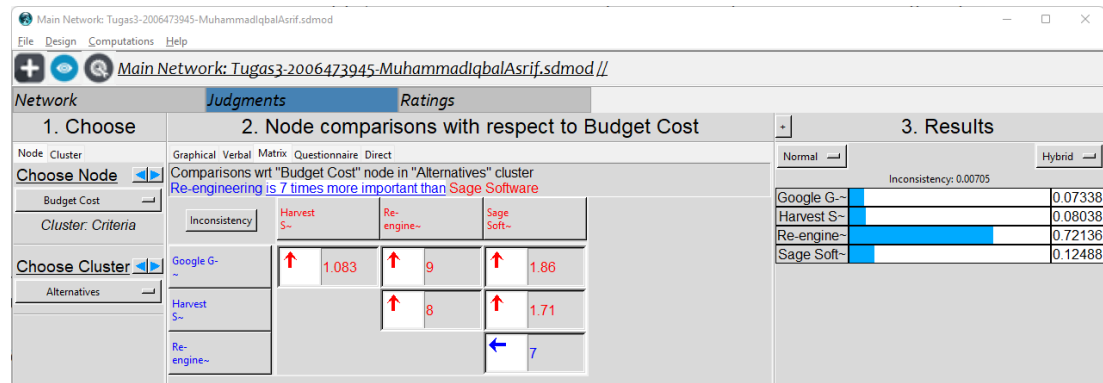 Main Network: Tugas3-2006473945-MuhammadIqbalAsrif.sdmod
File Design Computations Help
Main Network: Tugas3-2006473945-MuhammadIqbalAsrif.sdmod //
Network Judgments Ratings
1. Choose
Node Cluster
Choose Node
Budget Cost
Cluster: Criteria
Choose Cluster
Alternatives
2. Node comparisons with respect to Budget Cost
Graphical Verbal Matrix Questionnaire Direct
Comparisons wrt "Budget Cost" node in "Alternatives" cluster
Re-engineering is 7 times more important than Sage Software
Inconsistency Harvest S~ Re-engine~ Sage Soft~
Google G-~ 1.083 9 1.86
Harvest S~ 8 1.71
Re-engine~ 7
+ 3. Results
Normal Hybrid
Inconsistency: 0.00705
Google G-~ 0.07338
Harvest S~ 0.08038
Re-engine~ 0.72136
Sage Soft~ 0.12488